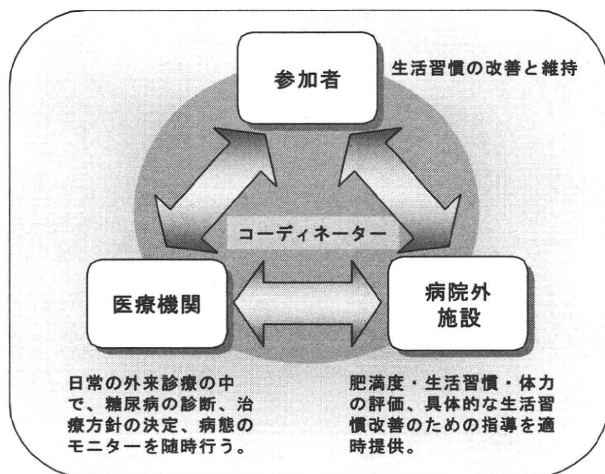 参加者
生活習慣の改善と維持
コーディネーター
医療機関
病院外
施設
日常の外来診療の中
で、糖尿病の診断、治
療方針の決定、病態の
モニターを随時行う。
肥満度・生活習慣・体力
の評価、具体的な生活習
慣改善のための指導を適
時提供。